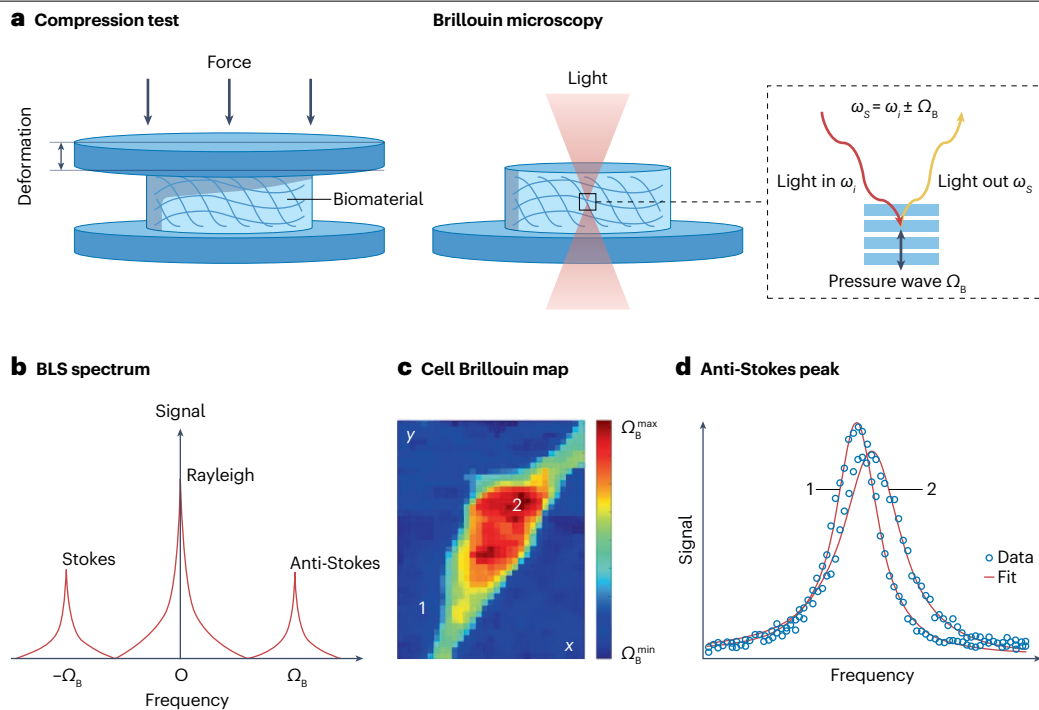 a Compression test
Force
Deformation
Biomaterial
Brillouin microscopy
Light
ω_S = ω_i ± Ω_B
Light in ω_i
Light out ω_S
Pressure wave Ω_B
b BLS spectrum
Signal
Rayleigh
Stokes
Anti-Stokes
−Ω_B
O
Ω_B
Frequency
c Cell Brillouin map
y
2
1
x
Ω_B^max
Ω_B^min
d Anti-Stokes peak
Signal
1
2
Data
Fit
Frequency